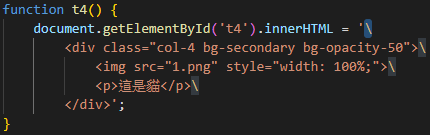 function t4() {
document.getElementById('t4').innerHTML = '\
<div class="col-4 bg-secondary bg-opacity-50">\
<img src="1.png" style="width: 100%;">\
<p>這是貓</p>\
</div>';
}